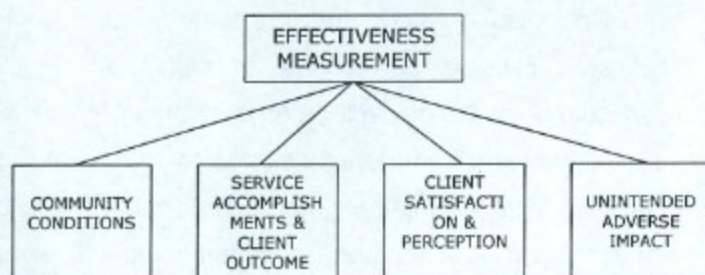 EFFECTIVENESS
MEASUREMENT
COMMUNITY
CONDITIONS
SERVICE
ACCOMPLISH
MENTS &
CLIENT
OUTCOME
CLIENT
SATISFACTI
ON &
PERCEPTION
UNINTENDED
ADVERSE
IMPACT